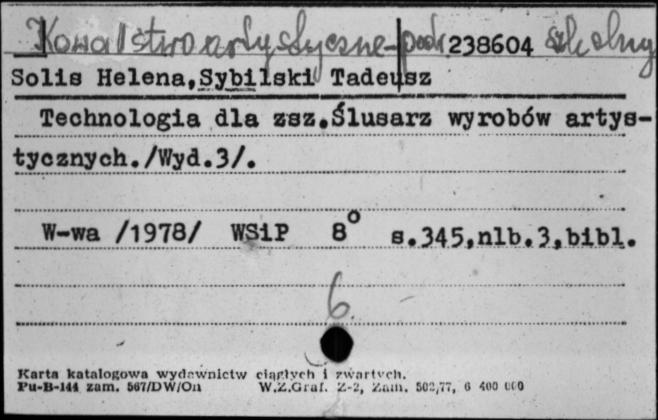 Kowalstwo artystyczne - podr 238604 szkolny
Solis Helena,Sybilski Tadeusz
Technologia dla zsz.Ślusarz wyrobów artys-
tycznych./Wyd.3/.
W-wa /1978/ WSiP 8° s.345,nlb.3,bibl.
6
Karta katalogowa wydawnictw ciągłych i zwartych.
Pu-B-144 zam. 567/DW/On W.Z.Graf. Z-2, Zam. 502,77, 6 400 000